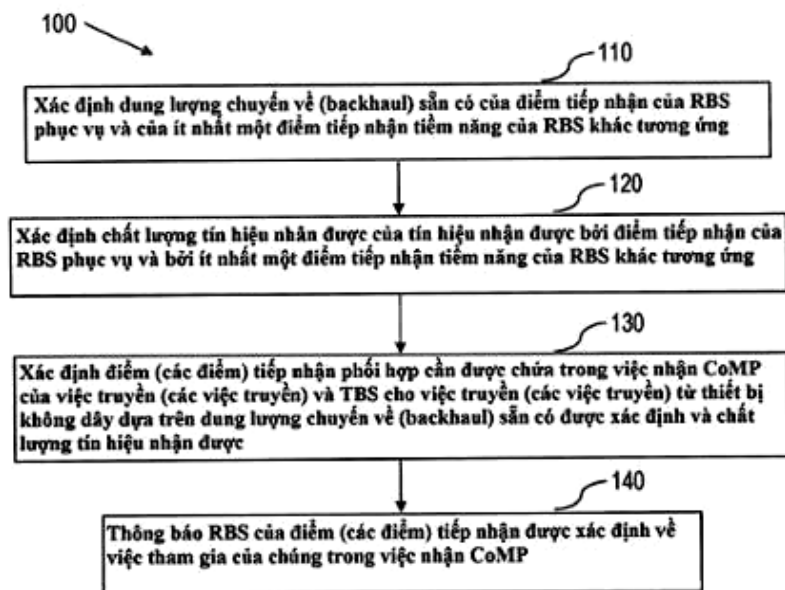 100
110
Xác định dung lượng chuyển về (backhaul) sẵn có của điểm tiếp nhận của RBS
phục vụ và của ít nhất một điểm tiếp nhận tiềm năng của RBS khác tương ứng
120
Xác định chất lượng tín hiệu nhân được của tín hiệu nhận được bởi điểm tiếp nhận của
RBS phục vụ và bởi ít nhất một điểm tiếp nhận tiềm năng của RBS khác tương ứng
130
Xác định điểm (các điểm) tiếp nhận phối hợp cần được chứa trong việc nhận CoMP
của việc truyền (các việc truyền) và TBS cho việc truyền (các việc truyền) từ thiết bị
không dây dựa trên dung lượng chuyển về (backhaul) sẵn có được xác định và chất
lượng tín hiệu nhận được
140
Thông báo RBS của điểm (các điểm) tiếp nhận được xác định về
việc tham gia của chúng trong việc nhận CoMP